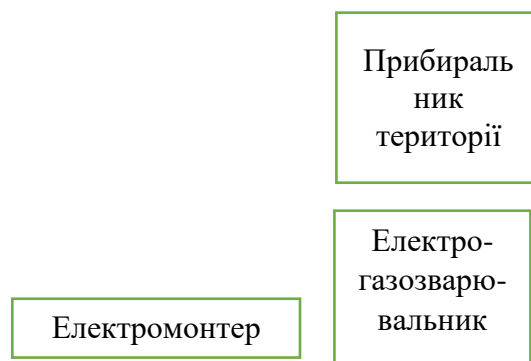 Прибираль
ник
території
Електро-
газозварю-
вальник
Електромонтер